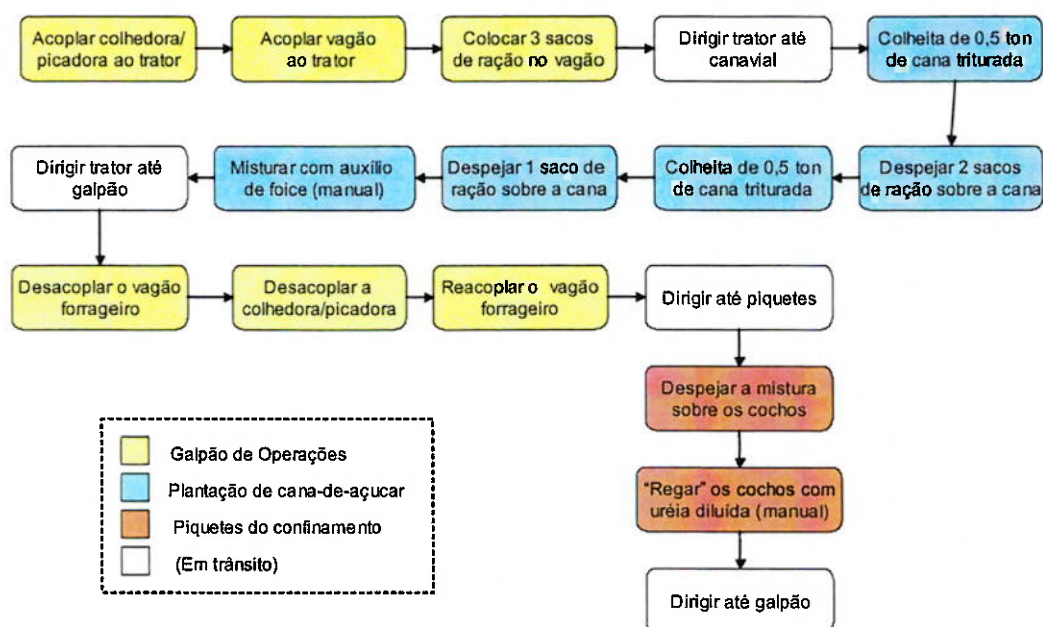 Acoplar colhedora/
picadora ao trator
Acoplar vagão
ao trator
Colocar 3 sacos
de ração no vagão
Dirigir trator até
canavial
Colheita de 0,5 ton
de cana triturada
Despejar 2 sacos
de ração sobre a cana
Colheita de 0,5 ton
de cana triturada
Despejar 1 saco de
ração sobre a cana
Misturar com auxílio
de foice (manual)
Dirigir trator até
galpão
Desacoplar o vagão
forrageiro
Desacoplar a
colhedora/picadora
Reacoplar o vagão
forrageiro
Dirigir até piquetes
Despejar a mistura
sobre os cochos
"Regar" os cochos com
uréia diluída (manual)
Dirigir até galpão
Galpão de Operações
Plantação de cana-de-açucar
Piquetes do confinamento
(Em trânsito)